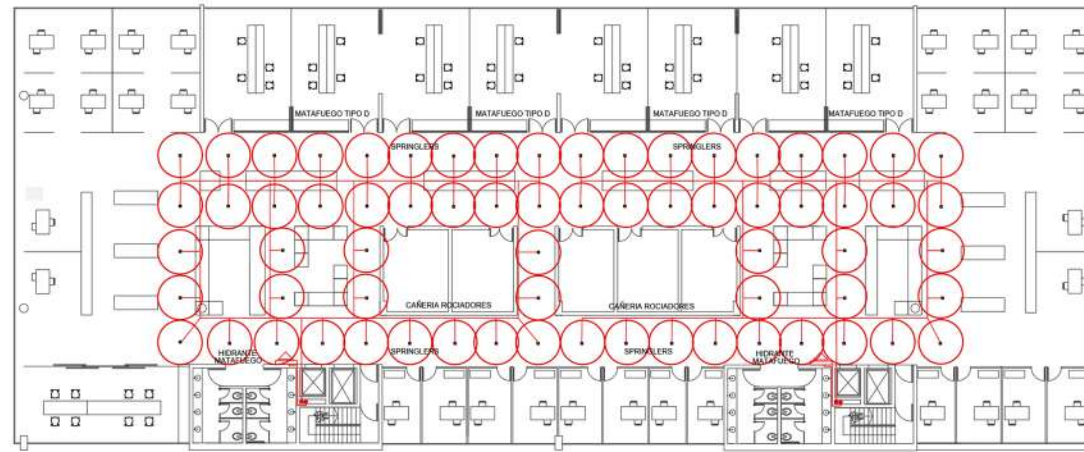 MATAFUEGO TIPO D
MATAFUEGO TIPO D
MATAFUEGO TIPO D
MATAFUEGO TIPO D
SPRINGLERS
SPRINGLERS
CAÑERIA ROCIADORES
CAÑERIA ROCIADORES
HIDRANTE
MATAFUEGO
SPRINGLERS
SPRINGLERS
HIDRANTE
MATAFUEGO